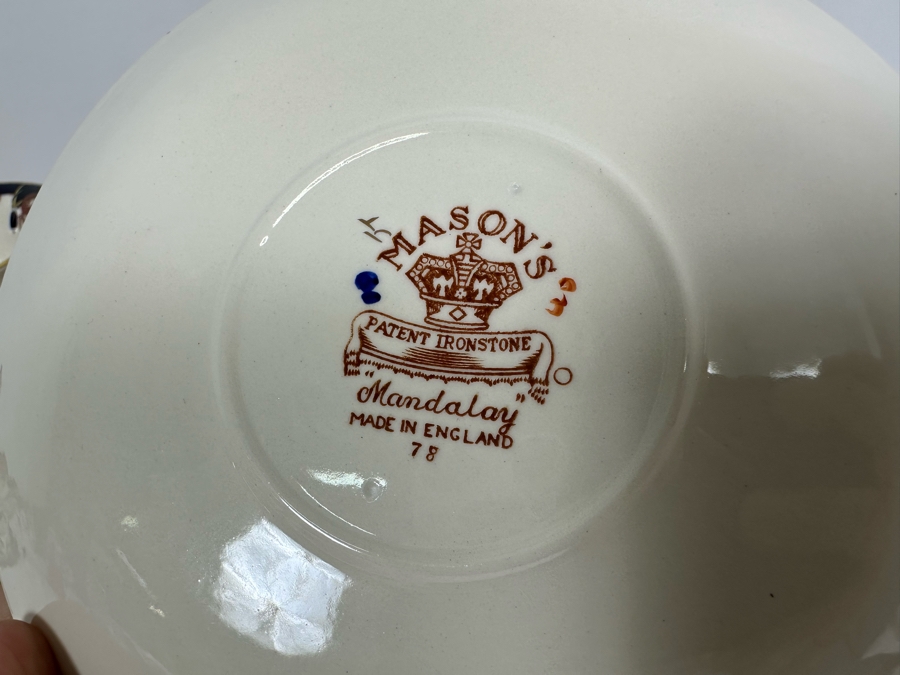 MASON'S
PATENT IRONSTONE
"Mandalay"
MADE IN ENGLAND
78